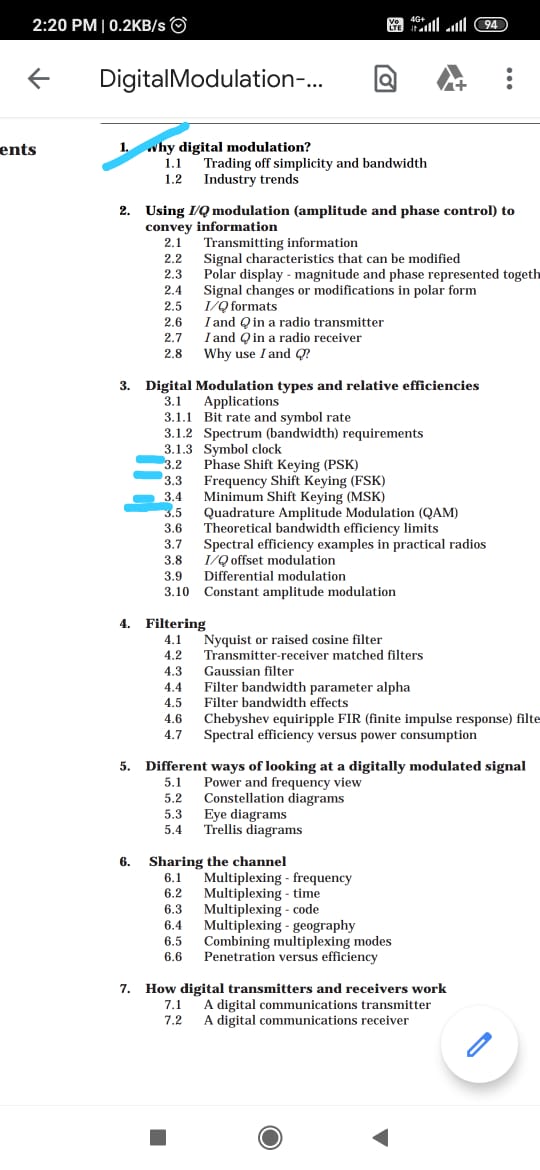 2:20 PM | 0.2KB/s
Vo LTE 4G+ 94
DigitalModulation-...
ents
1. Why digital modulation?
1.1 Trading off simplicity and bandwidth
1.2 Industry trends
2. Using I/Q modulation (amplitude and phase control) to
convey information
2.1 Transmitting information
2.2 Signal characteristics that can be modified
2.3 Polar display - magnitude and phase represented togeth
2.4 Signal changes or modifications in polar form
2.5 I/Q formats
2.6 I and Q in a radio transmitter
2.7 I and Q in a radio receiver
2.8 Why use I and Q?
3. Digital Modulation types and relative efficiencies
3.1 Applications
3.1.1 Bit rate and symbol rate
3.1.2 Spectrum (bandwidth) requirements
3.1.3 Symbol clock
3.2 Phase Shift Keying (PSK)
3.3 Frequency Shift Keying (FSK)
3.4 Minimum Shift Keying (MSK)
3.5 Quadrature Amplitude Modulation (QAM)
3.6 Theoretical bandwidth efficiency limits
3.7 Spectral efficiency examples in practical radios
3.8 I/Q offset modulation
3.9 Differential modulation
3.10 Constant amplitude modulation
4. Filtering
4.1 Nyquist or raised cosine filter
4.2 Transmitter-receiver matched filters
4.3 Gaussian filter
4.4 Filter bandwidth parameter alpha
4.5 Filter bandwidth effects
4.6 Chebyshev equiripple FIR (finite impulse response) filte
4.7 Spectral efficiency versus power consumption
5. Different ways of looking at a digitally modulated signal
5.1 Power and frequency view
5.2 Constellation diagrams
5.3 Eye diagrams
5.4 Trellis diagrams
6. Sharing the channel
6.1 Multiplexing - frequency
6.2 Multiplexing - time
6.3 Multiplexing - code
6.4 Multiplexing - geography
6.5 Combining multiplexing modes
6.6 Penetration versus efficiency
7. How digital transmitters and receivers work
7.1 A digital communications transmitter
7.2 A digital communications receiver